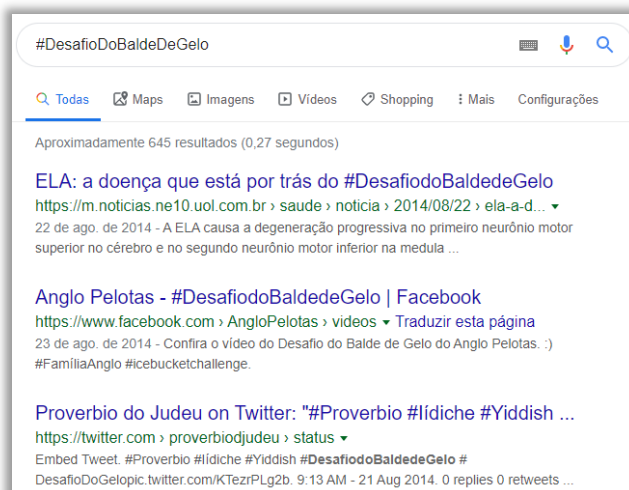 #DesafioDoBaldeDeGelo
Todas Maps Imagens Vídeos Shopping Mais Configurações
Aproximadamente 645 resultados (0,27 segundos)
ELA: a doença que está por trás do #DesafiodoBaldedeGelo
https://m.noticias.ne10.uol.com.br › saude › noticia › 2014/08/22 › ela-a-d...
22 de ago. de 2014 - A ELA causa a degeneração progressiva no primeiro neurônio motor
superior no cérebro e no segundo neurônio motor inferior na medula ...
Anglo Pelotas - #DesafiodoBaldedeGelo | Facebook
https://www.facebook.com › AngloPelotas › videos Traduzir esta página
23 de ago. de 2014 - Confira o vídeo do Desafio do Balde de Gelo do Anglo Pelotas. :)
#FamíliaAnglo #icebucketchallenge.
Proverbio do Judeu on Twitter: "#Proverbio #Iídiche #Yiddish ...
https://twitter.com › proverbiodjudeu › status
Embed Tweet. #Proverbio #Iídiche #Yiddish #DesafiodoBaldedeGelo #
DesafioDoGelopic.twitter.com/KTezrPLg2b. 9:13 AM - 21 Aug 2014. 0 replies 0 retweets ...